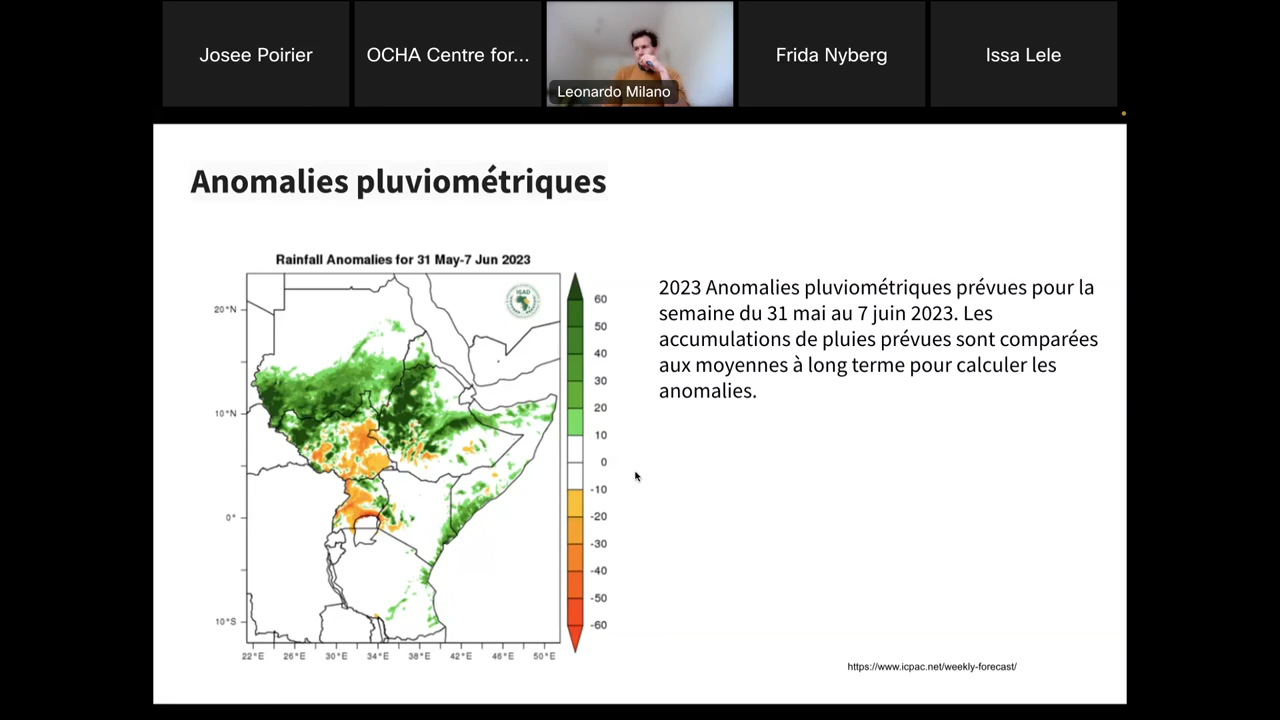 Josee Poirier
OCHA Centre for...
Leonardo Milano
Frida Nyberg
Issa Lele
Anomalies pluviométriques
Rainfall Anomalies for 31 May-7 Jun 2023
IGAD
20°N
10°N
0°
10°S
22°E 26°E 30°E 34°E 38°E 42°E 46°E 50°E
60
50
40
30
20
10
0
-10
-20
-30
-40
-50
-60
2023 Anomalies pluviométriques prévues pour la
semaine du 31 mai au 7 juin 2023. Les
accumulations de pluies prévues sont comparées
aux moyennes à long terme pour calculer les
anomalies.
https://www.icpac.net/weekly-forecast/